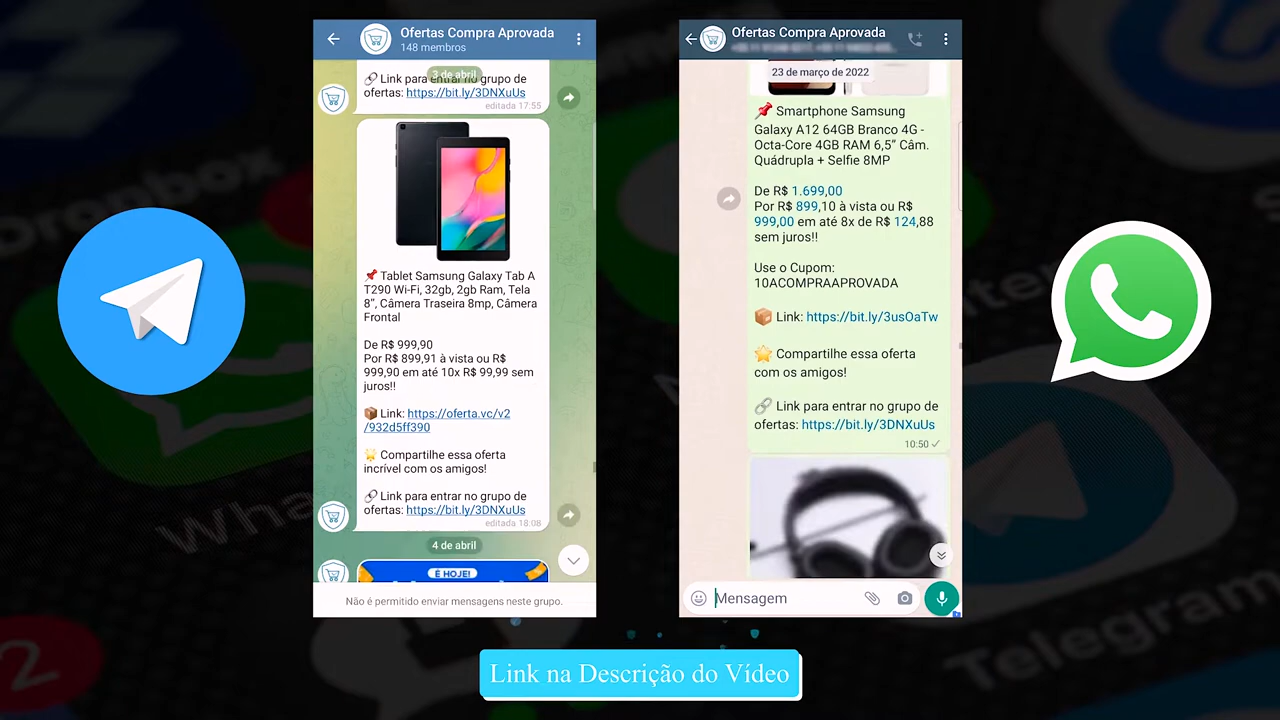 Ofertas Compra Aprovada
148 membros
3 de abril
🔗 Link para entrar no grupo de
ofertas: https://bit.ly/3DNXuUs
editada 17:55
📌 Tablet Samsung Galaxy Tab A
T290 Wi-Fi, 32gb, 2gb Ram, Tela
8”, Câmera Traseira 8mp, Câmera
Frontal
De R$ 999,90
Por R$ 899,91 à vista ou R$
999,90 em até 10x R$ 99,99 sem
juros!!
📦 Link: https://oferta.vc/v2
/932d5ff390
🌟 Compartilhe essa oferta
incrível com os amigos!
🔗 Link para entrar no grupo de
ofertas: https://bit.ly/3DNXuUs
editada 18:08
4 de abril
É HOJE!
Não é permitido enviar mensagens neste grupo.
Ofertas Compra Aprovada
23 de março de 2022
📌 Smartphone Samsung
Galaxy A12 64GB Branco 4G -
Octa-Core 4GB RAM 6,5” Câm.
Quádrupla + Selfie 8MP
De R$ 1.699,00
Por R$ 899,10 à vista ou R$
999,00 em até 8x de R$ 124,88
sem juros!!
Use o Cupom:
10ACOMPRAAPROVADA
📦 Link: https://bit.ly/3usOaTw
🌟 Compartilhe essa oferta
com os amigos!
🔗 Link para entrar no grupo de
ofertas: https://bit.ly/3DNXuUs
10:50
Mensagem
Link na Descrição do Vídeo
Dropbox
Telegram
2